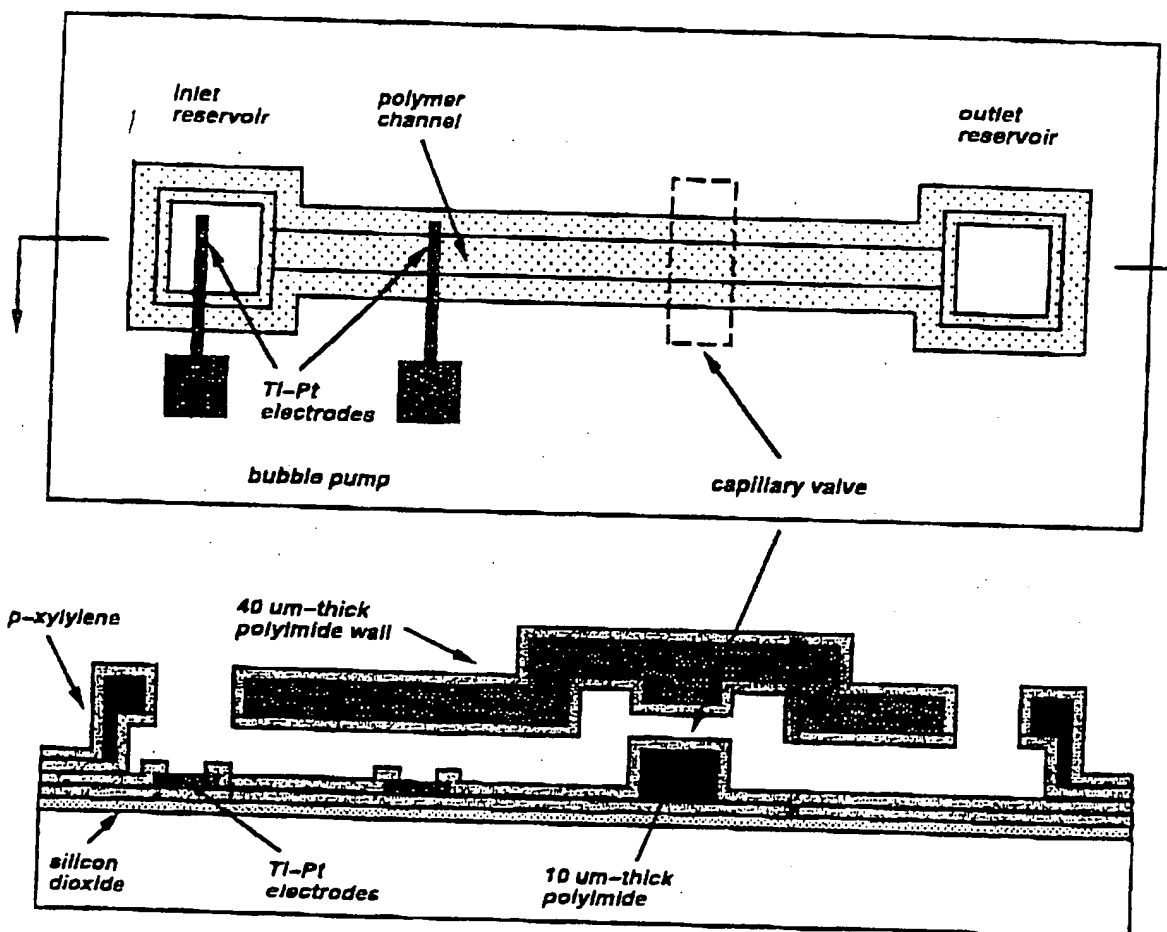 inlet
reservoir
polymer
channel
outlet
reservoir
Ti-Pt
electrodes
bubble pump
capillary valve
p-xylylene
40 um-thick
polyimide wall
silicon
dioxide
Ti-Pt
electrodes
10 um-thick
polyimide